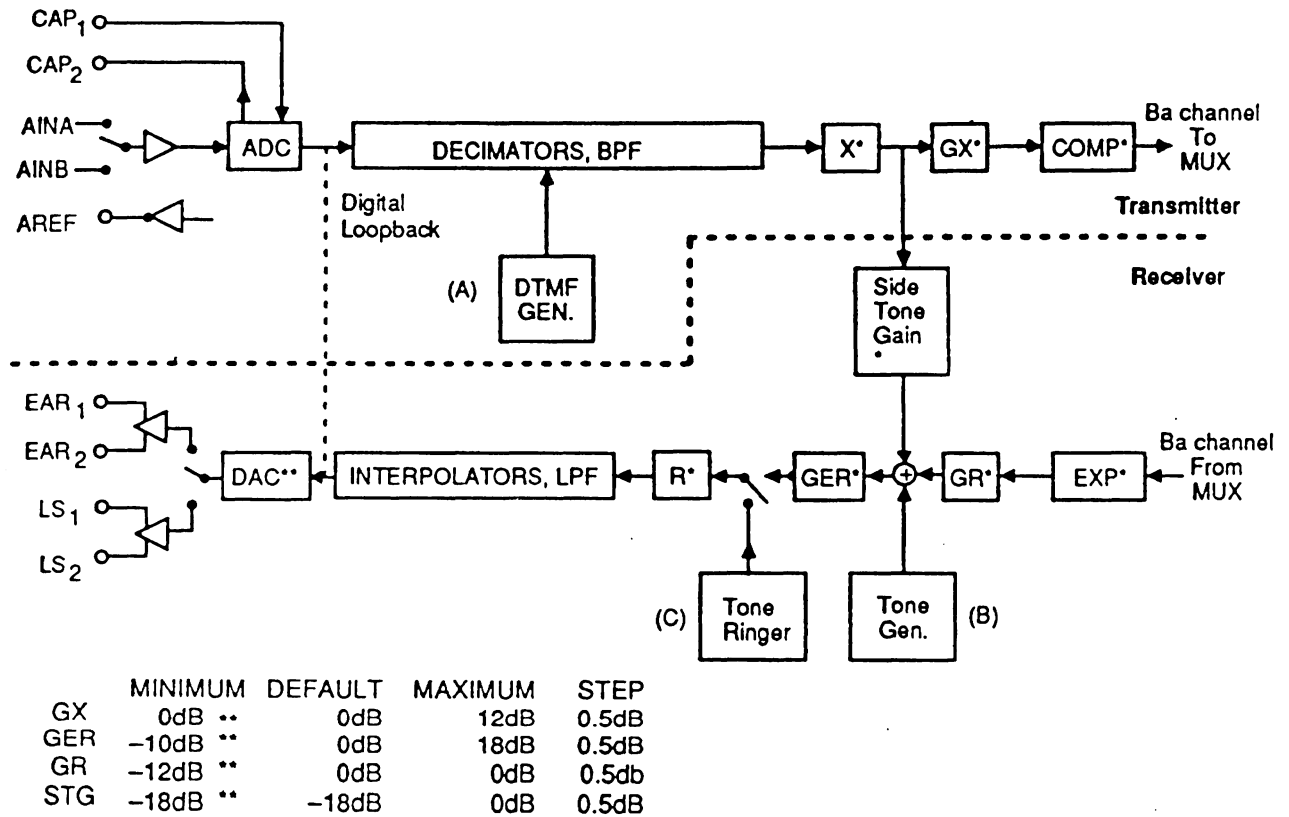 CAP1
CAP2
AINA
AINB
AREF
ADC
DECIMATORS, BPF
X*
GX*
COMP*
Ba channel
To
MUX
Digital
Loopback
Transmitter
Receiver
(A)
DTMF
GEN.
Side
Tone
Gain
*
EAR1
EAR2
LS1
LS2
DAC**
INTERPOLATORS, LPF
R*
GER*
+
GR*
EXP*
Ba channel
From
MUX
(C)
Tone
Ringer
Tone
Gen.
(B)
MINIMUM DEFAULT MAXIMUM STEP
GX 0dB ** 0dB 12dB 0.5dB
GER -10dB ** 0dB 18dB 0.5dB
GR -12dB ** 0dB 0dB 0.5db
STG -18dB ** -18dB 0dB 0.5dB